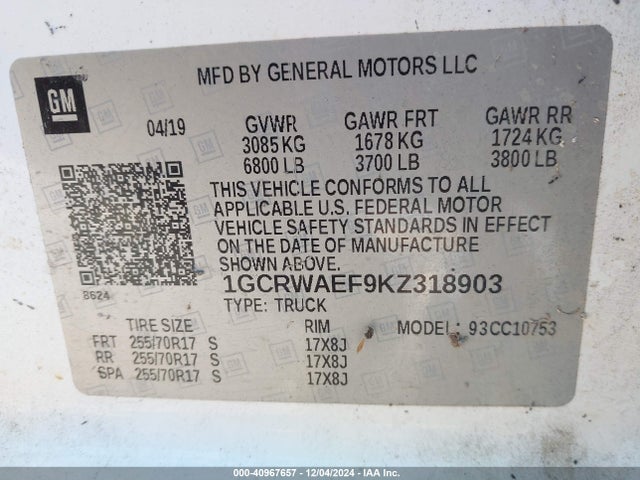 MFD BY GENERAL MOTORS LLC
GM
04/19 GVWR GAWR FRT GAWR RR
3085 KG 1678 KG 1724 KG
6800 LB 3700 LB 3800 LB
THIS VEHICLE CONFORMS TO ALL
APPLICABLE U.S. FEDERAL MOTOR
VEHICLE SAFETY STANDARDS IN EFFECT
ON THE DATE OF MANUFACTURE
SHOWN ABOVE.
8624
1GCRWAEF9KZ318903
TYPE: TRUCK
TIRE SIZE RIM MODEL: 93CC10753
FRT 255/70R17 S 17X8J
RR 255/70R17 S 17X8J
SPA 255/70R17 S 17X8J
000-40967657 - 12/04/2024 - IAA Inc.